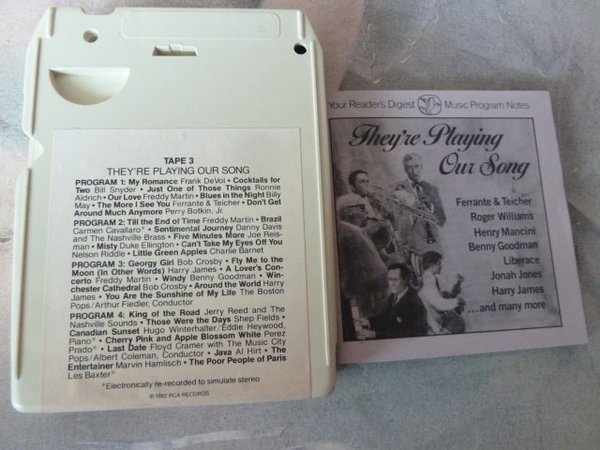 TAPE 3
THEY'RE PLAYING OUR SONG
PROGRAM 1: My Romance Frank DeVol • Cocktails for
Two Bill Snyder • Just One of Those Things Ronnie
Aldrich • Our Love Freddy Martin • Blues in the Night Billy
May • The More I See You Ferrante & Teicher • Don't Get
Around Much Anymore Perry Botkin, Jr.
PROGRAM 2: Till the End of Time Freddy Martin • Brazil
Carmen Cavallaro* • Sentimental Journey Danny Davis
and The Nashville Brass • Five Minutes More Joe Reis-
man • Misty Duke Ellington • Can't Take My Eyes Off You
Nelson Riddle • Little Green Apples Charlie Barnet
PROGRAM 3: Georgy Girl Bob Crosby • Fly Me to the
Moon (In Other Words) Harry James • A Lover's Con-
certo Freddy Martin • Windy Benny Goodman • Win-
chester Cathedral Bob Crosby • Around the World Harry
James • You Are the Sunshine of My Life The Boston
Pops/Arthur Fiedler, Conductor
PROGRAM 4: King of the Road Jerry Reed and The
Nashville Sounds • Those Were the Days Shep Fields •
Canadian Sunset Hugo Winterhalter/Eddie Heywood,
Piano* • Cherry Pink and Apple Blossom White Perez
Prado* • Last Date Floyd Cramer with The Music City
Pops/Albert Coleman, Conductor • Java Al Hirt • The
Entertainer Marvin Hamlisch • The Poor People of Paris
Les Baxter*
*Electronically re-recorded to simulate stereo
© 1982 RCA RECORDS
Your Reader's Digest Music Program Notes
They're Playing
Our Song
Ferrante & Teicher
Roger Williams
Henry Mancini
Benny Goodman
Liberace
Jonah Jones
Harry James
...and many more